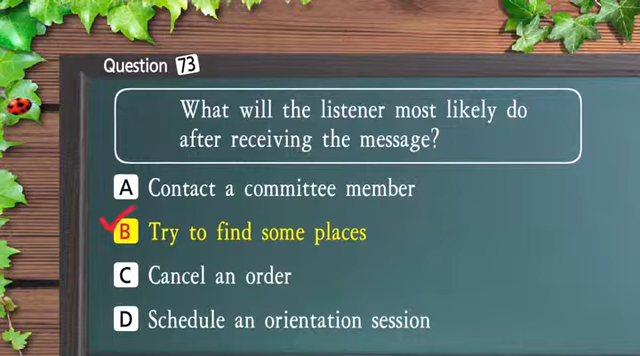 Question 73
What will the listener most likely do
after receiving the message?
A Contact a committee member
B Try to find some places
C Cancel an order
D Schedule an orientation session